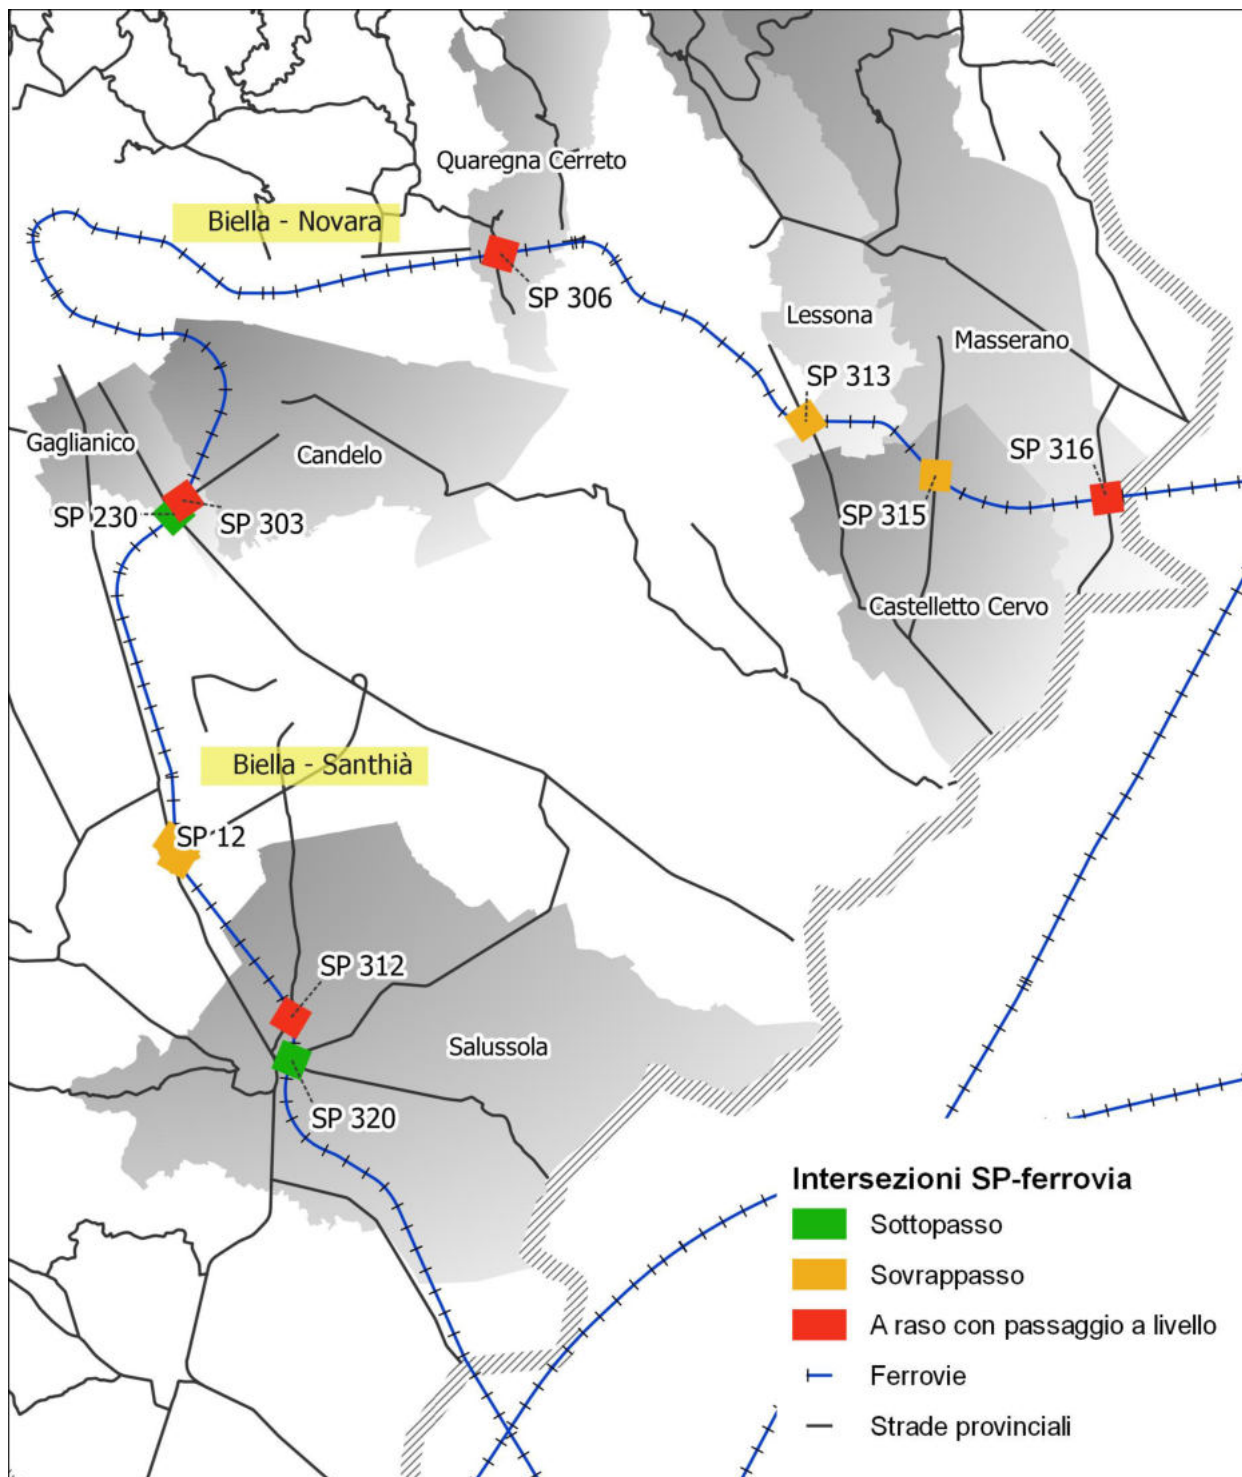 Quaregna Cerreto
Biella - Novara
SP 306
Lessona
Masserano
SP 313
Gaglianico
Candelo
SP 316
SP 230
SP 303
SP 315
Castelletto Cervo
Biella - Santhià
SP 12
SP 312
Salussola
SP 320
Intersezioni SP-ferrovia
Sottopasso
Sovrappasso
A raso con passaggio a livello
Ferrovie
Strade provinciali